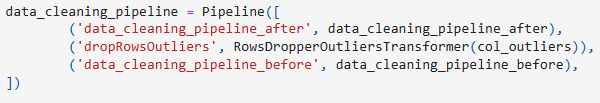 data_cleaning_pipeline = Pipeline([
        ('data_cleaning_pipeline_after', data_cleaning_pipeline_after),
        ('dropRowsOutliers', RowsDropperOutliersTransformer(col_outliers)),
        ('data_cleaning_pipeline_before', data_cleaning_pipeline_before),
])